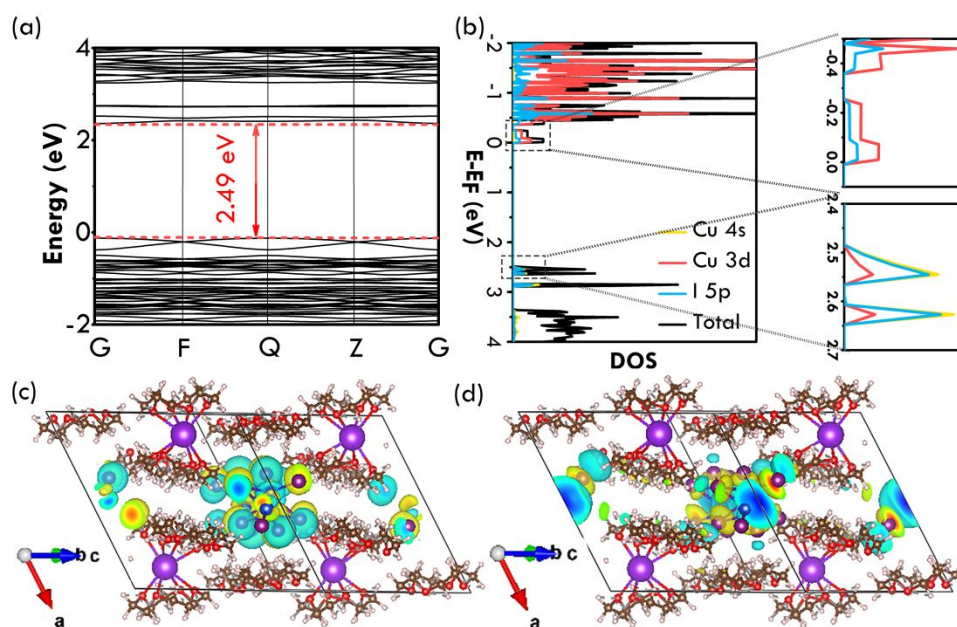 (a)
4
2
0
-2
Energy (eV)
2.49 eV
G F Q Z G
(b)
-2
-1
0
1
2
3
4
E-EF (eV)
DOS
Cu 4s
Cu 3d
I 5p
Total
-0.4
-0.2
0.0
2.4
2.5
2.6
2.7
(c)
b c
a
(d)
b c
a